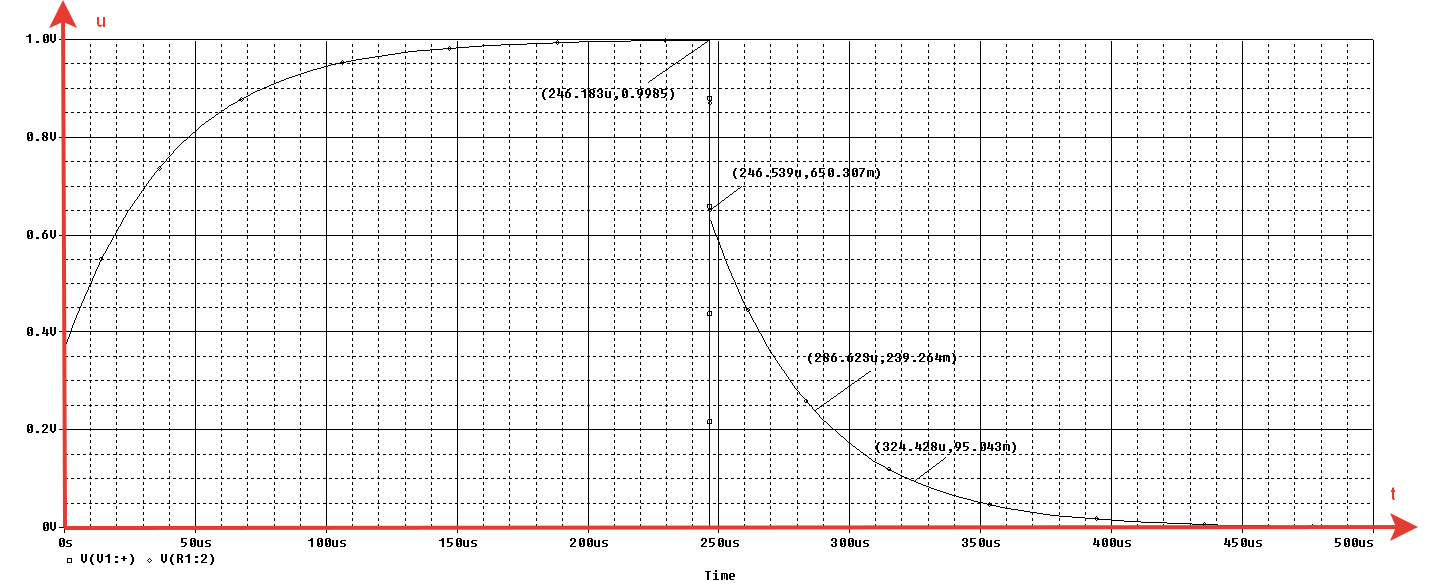 u
1.0V
(246.183u,0.9985)
0.8V
(246.539u,650.307m)
0.6V
0.4V
(286.623u,239.264m)
0.2V
(324.428u,95.043m)
t
0V
0s 50us 100us 150us 200us 250us 300us 350us 400us 450us 500us
V(V1:+) V(R1:2)
Time